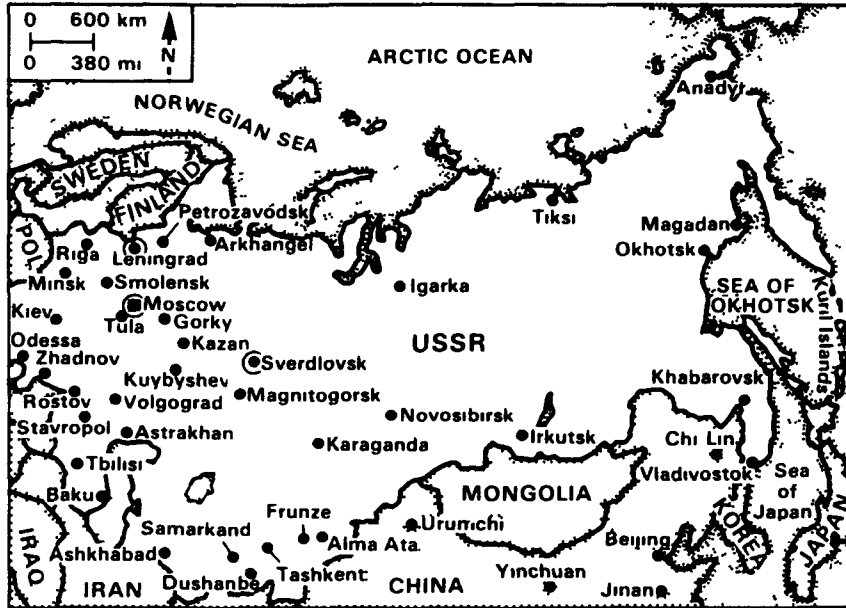 0 600 km
0 380 mi
N
ARCTIC OCEAN
Anadyr
NORWEGIAN SEA
SWEDEN
FINLAND
Petrozavódsk
Tiksi
POL.
Riga
Leningrad
Arkhangel
Magadan
Okhotsk
Minsk
Smolensk
Igarka
SEA OF
OKHOTSK
Kuril Islands
Moscow
Kiev
Tula
Gorky
USSR
Odessa
Kazan
Zhadnov
Sverdlovsk
Kuybyshev
Khabarovsk
Rostov
Volgograd
Magnitogorsk
Novosibirsk
Stavropol
Astrakhan
Karaganda
Irkutsk
Chi Lin
Tbilisi
Vladivostok
Sea
of
Japan
Baku
MONGOLIA
Frunze
Urumchi
KOREA
JAPAN
IRAQ
Samarkand
Alma Ata
Beijing
Ashkhabad
Tashkent
Yinchuan
IRAN
Dushanbe
CHINA
Jinan